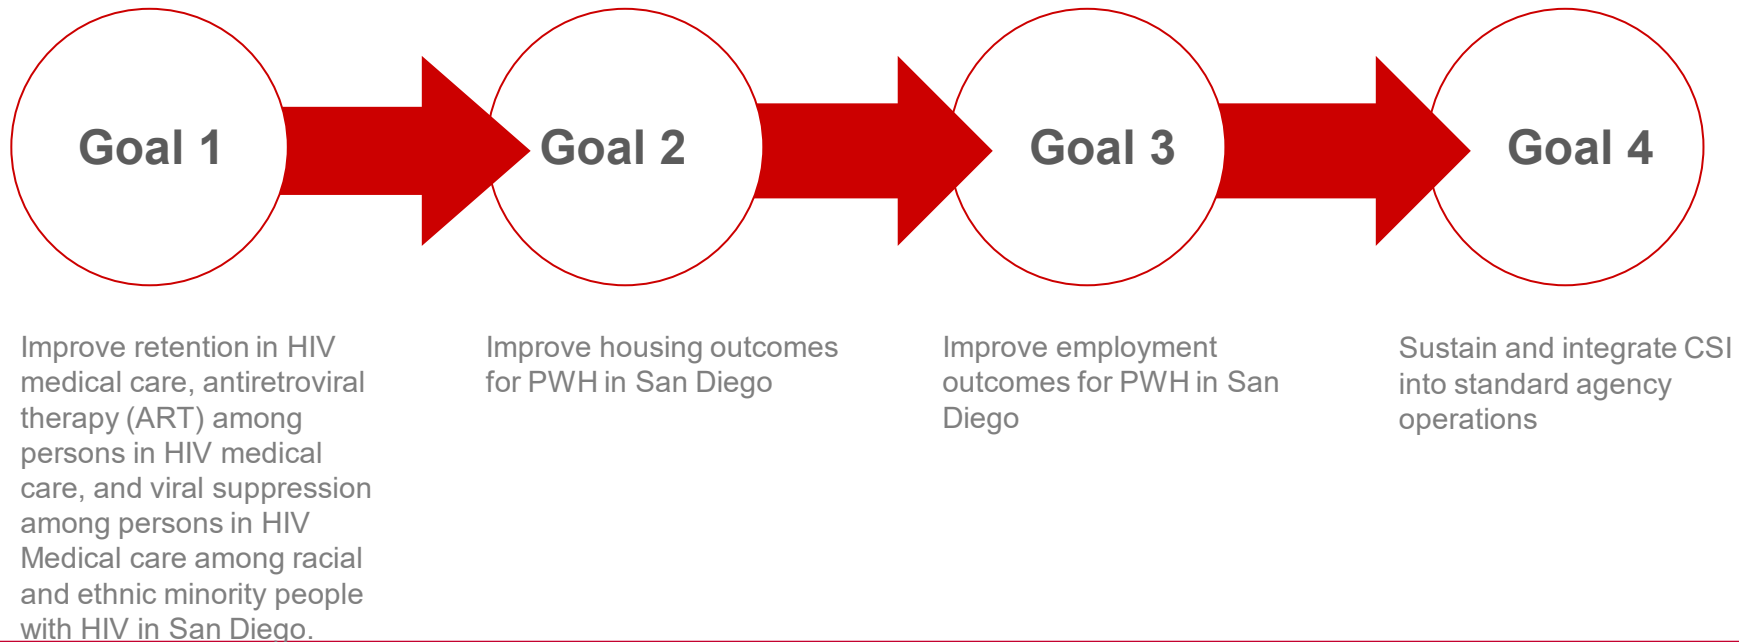 Goal 1
Goal 2
Goal 3
Goal 4
Improve retention in HIV
medical care, antiretroviral
therapy (ART) among
persons in HIV medical
care, and viral suppression
among persons in HIV
Medical care among racial
and ethnic minority people
with HIV in San Diego.
Improve housing outcomes
for PWH in San Diego
Improve employment
outcomes for PWH in San
Diego
Sustain and integrate CSI
into standard agency
operations